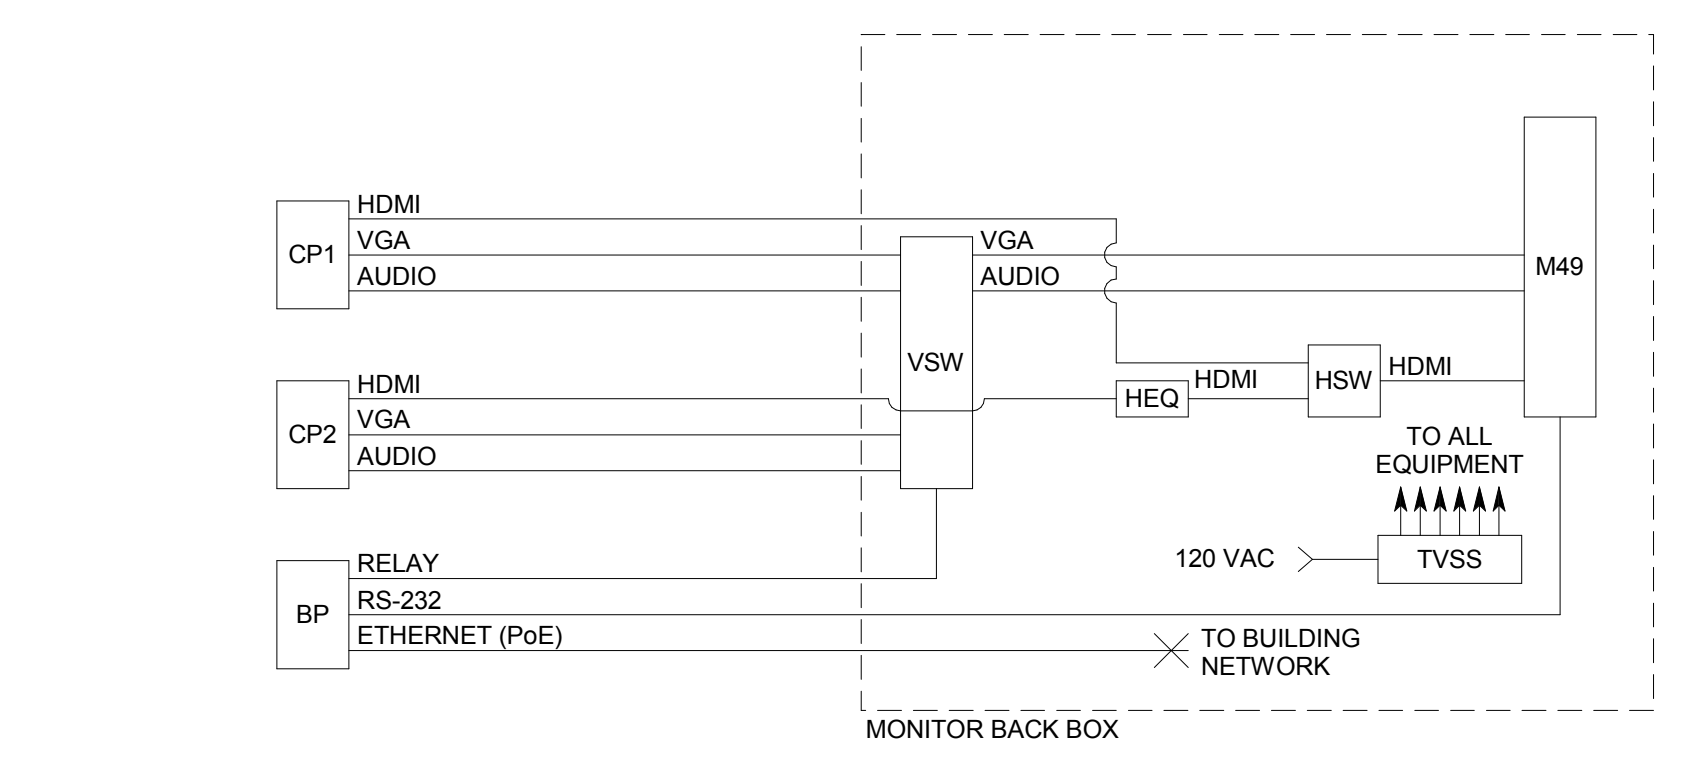 HDMI
CP1
VGA
AUDIO
VGA
AUDIO
M49
VSW
HDMI
CP2
VGA
AUDIO
HEQ
HDMI
HSW
HDMI
TO ALL
EQUIPMENT
120 VAC
TVSS
RELAY
BP
RS-232
ETHERNET (PoE)
TO BUILDING
NETWORK
MONITOR BACK BOX